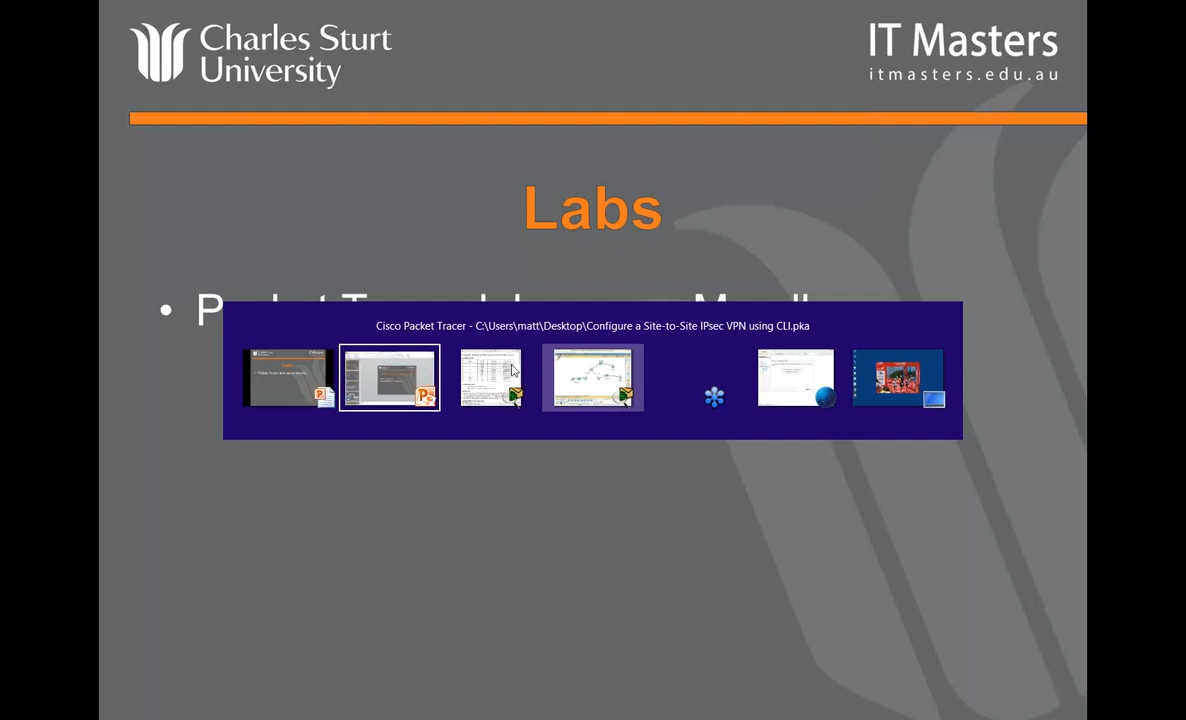 Charles Sturt
University
IT Masters
itmasters.edu.au
Labs
•
Cisco Packet Tracer - C:\Users\matt\Desktop\Configure a Site-to-Site IPsec VPN using CLI.pka